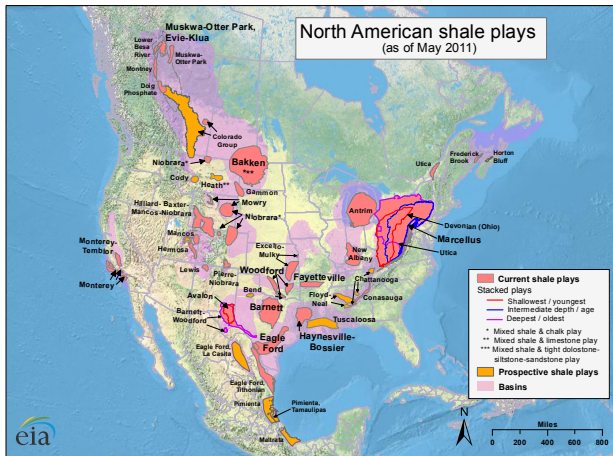 North American shale plays
(as of May 2011)
Muskwa-Otter Park,
Evie-Klua
Lower
Besa
River
Muskwa-
Otter Park
Montney
Doig
Phosphate
Colorado
Group
Niobrara*
Bakken
***
Cody
Heath**
Gammon
Mowry
Niobrara*
Hilliard- Baxter-
Mancos-Niobrara
Mancos
Hermosa
Lewis
Pierre-
Niobrara
Monterey-
Temblor
Monterey
Avalon
Bend
Barnett-
Woodford
Barnett
Woodford
Excello-
Mulky
Fayetteville
Eagle
Ford
Haynesville-
Bossier
Tuscaloosa
Floyd-
Neal
Conasauga
Chattanooga
New
Albany
Antrim
Utica
Frederick
Brook
Horton
Bluff
Devonian (Ohio)
Marcellus
Utica
Eagle Ford,
La Casita
Eagle Ford,
Tithonian
Pimienta
Pimienta,
Tamaulipas
Maltrata
Current shale plays
Stacked plays
Shallowest / youngest
Intermediate depth / age
Deepest / oldest
* Mixed shale & chalk play
** Mixed shale & limestone play
*** Mixed shale & tight dolostone-
siltstone-sandstone play
Prospective shale plays
Basins
N
Miles
0 200 400 600 800
eia